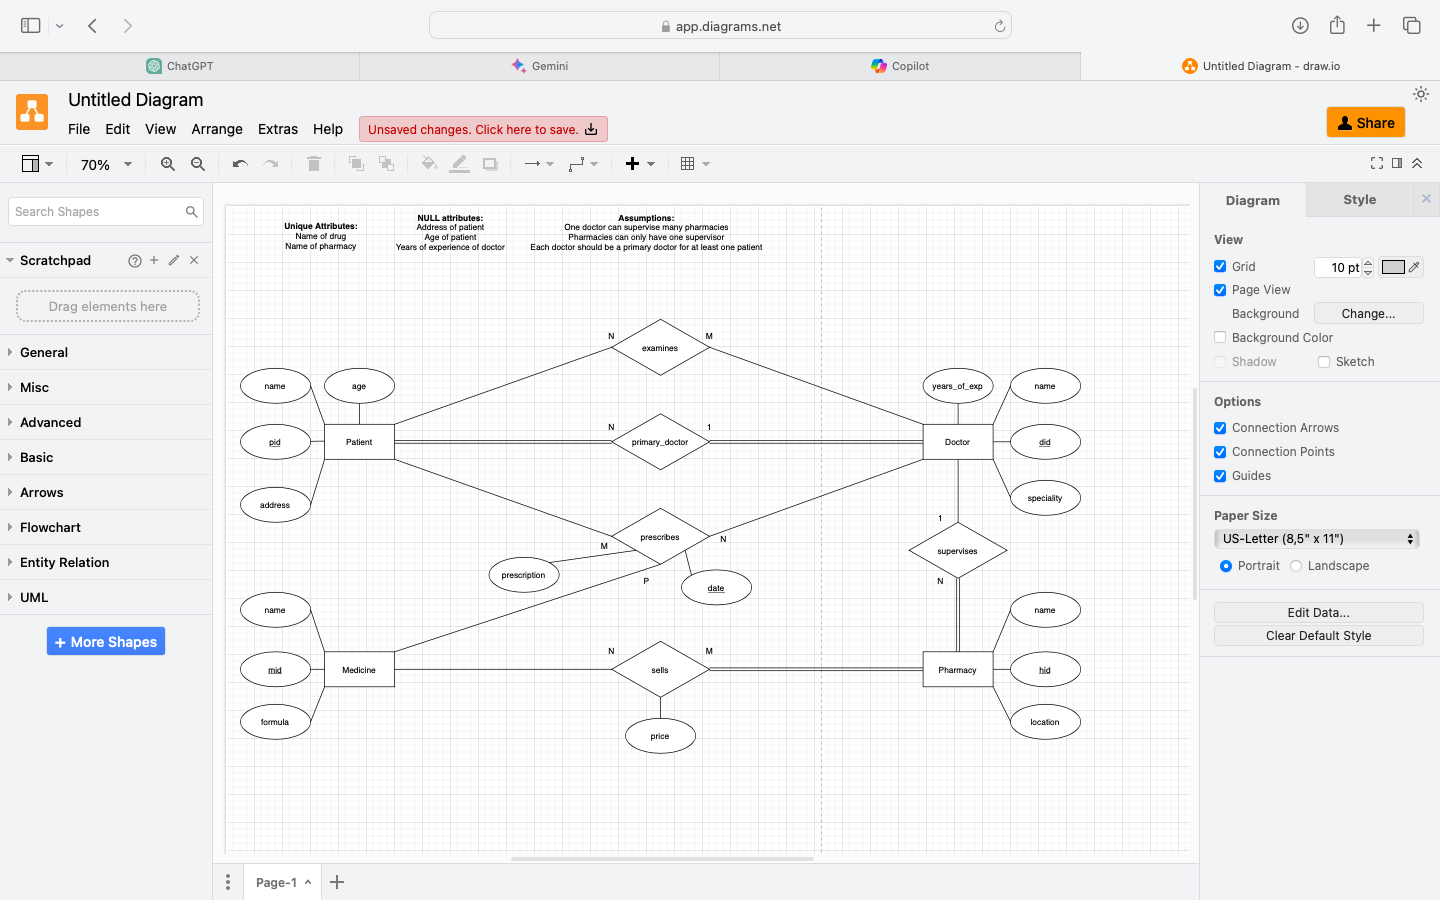 app.diagrams.net
ChatGPT
Gemini
Copilot
Untitled Diagram - draw.io
Untitled Diagram
File Edit View Arrange Extras Help
Unsaved changes. Click here to save.
Share
70%
Search Shapes
Scratchpad
Drag elements here
General
Misc
Advanced
Basic
Arrows
Flowchart
Entity Relation
UML
+ More Shapes
Unique Attributes:
Name of drug
Name of pharmacy
NULL attributes:
Address of patient
Age of patient
Years of experience of doctor
Assumptions:
One doctor can supervise many pharmacies
Pharmacies can only have one supervisor
Each doctor should be a primary doctor for at least one patient
N
examines
M
name
age
years_of_exp
name
N
1
pid
Patient
primary_doctor
Doctor
did
address
speciality
prescribes
M
N
1
supervises
prescription
P
date
N
name
name
N
M
mid
Medicine
sells
Pharmacy
hid
formula
price
location
Page-1
Diagram
Style
View
Grid
10 pt
Page View
Background
Change...
Background Color
Shadow
Sketch
Options
Connection Arrows
Connection Points
Guides
Paper Size
US-Letter (8,5" x 11")
Portrait
Landscape
Edit Data...
Clear Default Style